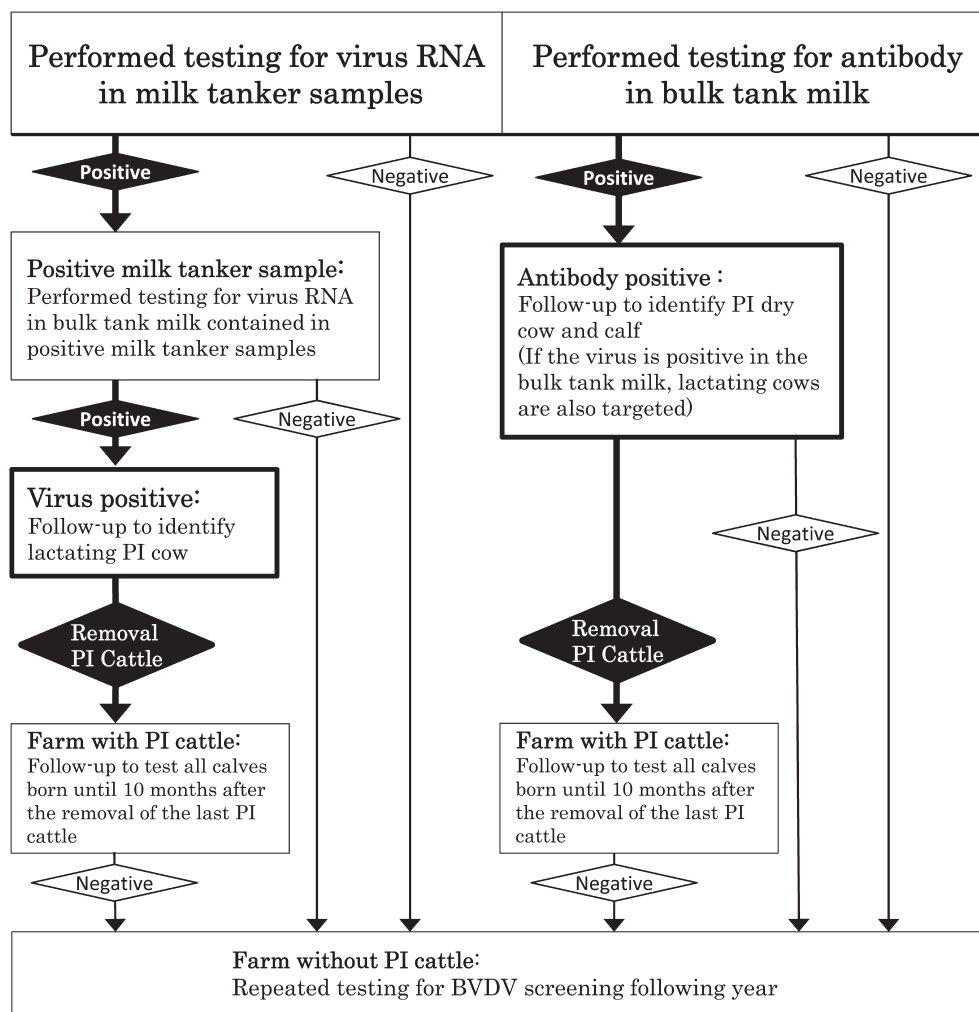 Performed testing for virus RNA
in milk tanker samples
Performed testing for antibody
in bulk tank milk
Positive
Negative
Positive
Negative
Positive milk tanker sample:
Performed testing for virus RNA
in bulk tank milk contained in
positive milk tanker samples
Antibody positive :
Follow-up to identify PI dry
cow and calf
(If the virus is positive in the
bulk tank milk, lactating cows
are also targeted)
Positive
Negative
Virus positive:
Follow-up to identify
lactating PI cow
Negative
Removal
PI Cattle
Removal
PI Cattle
Farm with PI cattle:
Follow-up to test all calves
born until 10 months after
the removal of the last PI
cattle
Farm with PI cattle:
Follow-up to test all calves
born until 10 months after
the removal of the last PI
cattle
Negative
Negative
Farm without PI cattle:
Repeated testing for BVDV screening following year